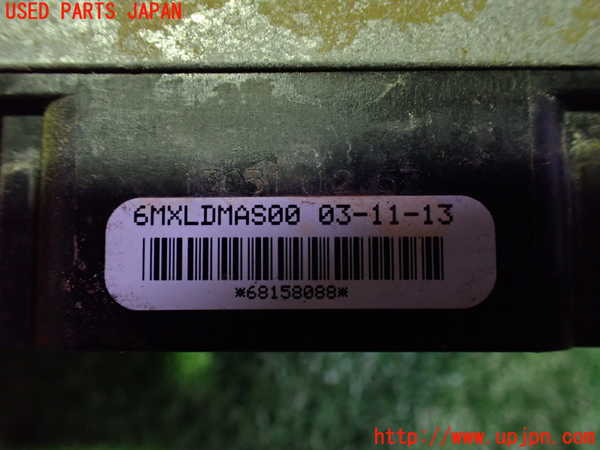 USED PARTS JAPAN
6MXLDMAS00 03-11-13
*68158088*
http://www.upjpn.com